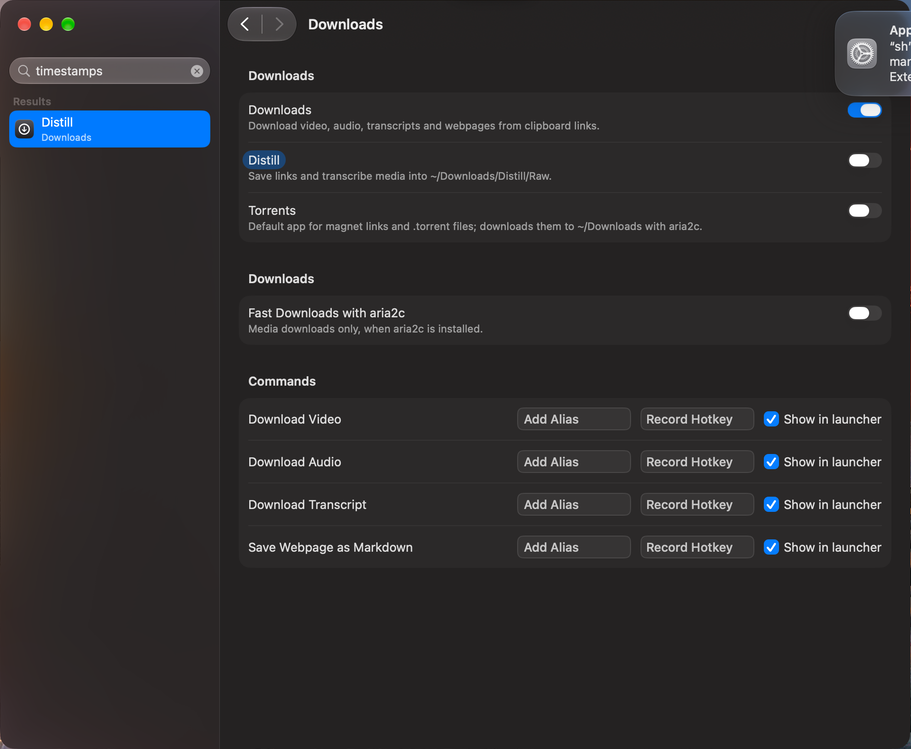 Downloads
timestamps
Results
Distill
Downloads
Downloads
Downloads
Download video, audio, transcripts and webpages from clipboard links.
Distill
Save links and transcribe media into ~/Downloads/Distill/Raw.
Torrents
Default app for magnet links and .torrent files; downloads them to ~/Downloads with aria2c.
Downloads
Fast Downloads with aria2c
Media downloads only, when aria2c is installed.
Commands
Download Video Add Alias Record Hotkey Show in launcher
Download Audio Add Alias Record Hotkey Show in launcher
Download Transcript Add Alias Record Hotkey Show in launcher
Save Webpage as Markdown Add Alias Record Hotkey Show in launcher
App
“sh”